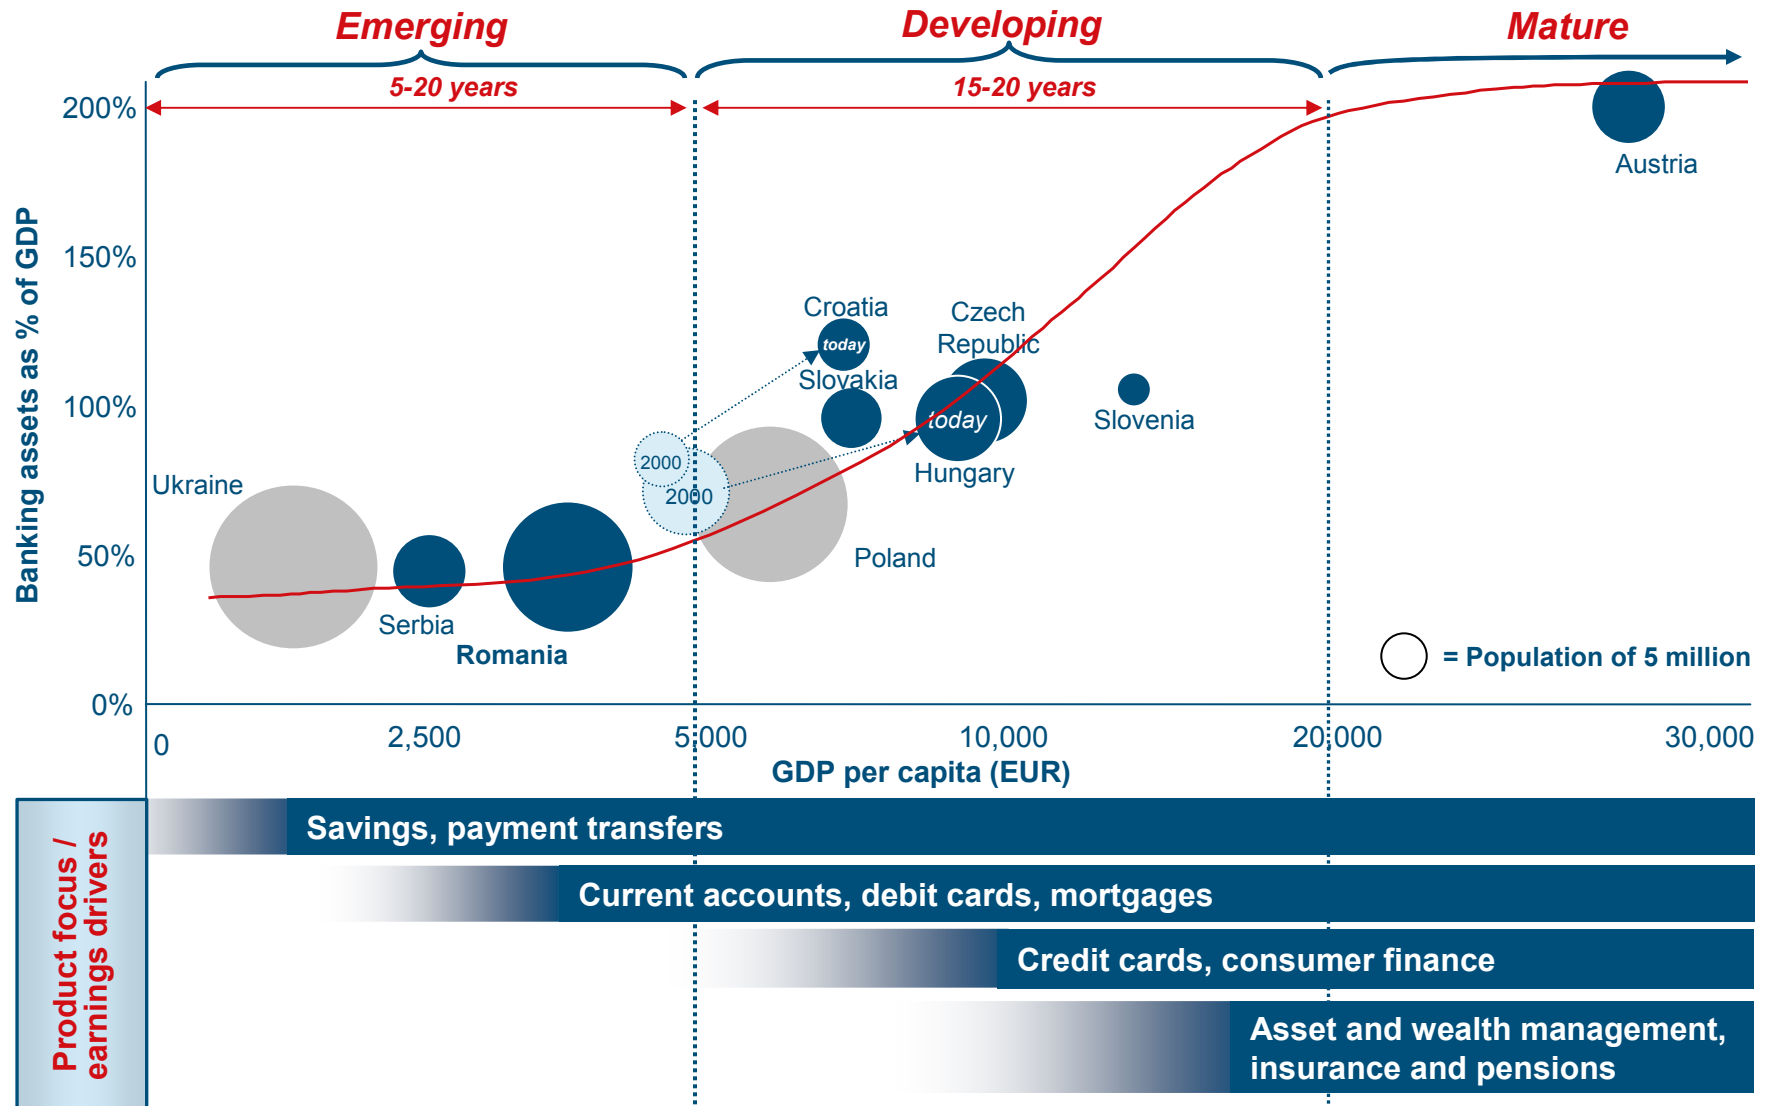 Emerging
Developing
Mature
5-20 years
15-20 years
200%
150%
100%
50%
0%
Banking assets as % of GDP
Austria
Croatia
today
Czech
Republic
Slovakia
today
Slovenia
Hungary
2000
2000
Ukraine
Poland
Serbia
Romania
= Population of 5 million
0
2,500
5,000
10,000
20,000
30,000
GDP per capita (EUR)
Product focus /
earnings drivers
Savings, payment transfers
Current accounts, debit cards, mortgages
Credit cards, consumer finance
Asset and wealth management,
insurance and pensions